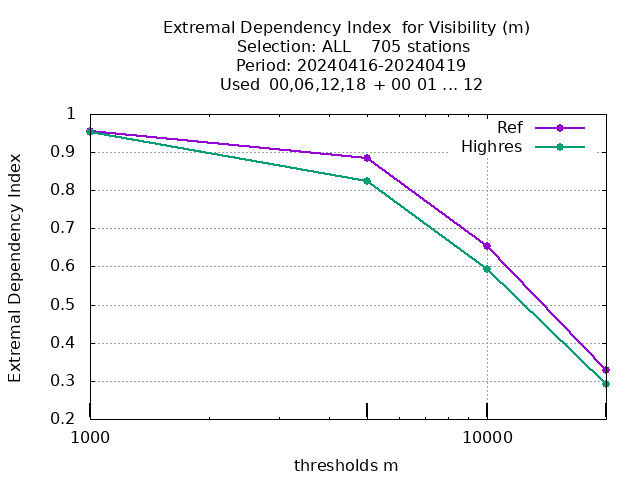 Extremal Dependency Index for Visibility (m)
Selection: ALL 705 stations
Period: 20240416-20240419
Used 00,06,12,18 + 00 01 ... 12
Ref
Highres
Extremal Dependency Index
1
0.9
0.8
0.7
0.6
0.5
0.4
0.3
0.2
1000
10000
thresholds m